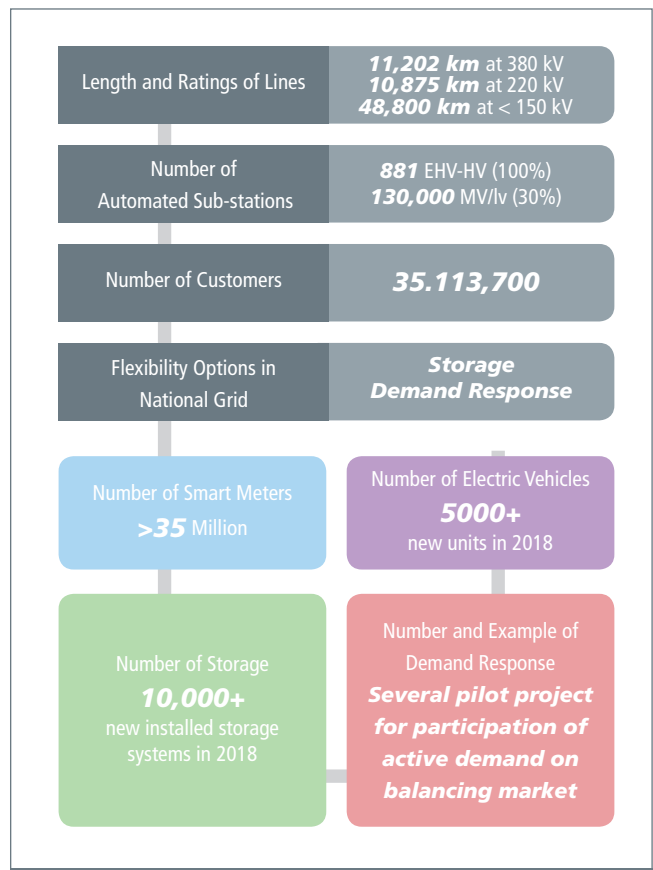 Length and Ratings of Lines
11,202 km at 380 kV
10,875 km at 220 kV
48,800 km at < 150 kV
Number of
Automated Sub-stations
881 EHV-HV (100%)
130,000 MV/lv (30%)
Number of Customers
35.113,700
Flexibility Options in
National Grid
Storage
Demand Response
Number of Smart Meters
>35 Million
Number of Electric Vehicles
5000+
new units in 2018
Number of Storage
10,000+
new installed storage
systems in 2018
Number and Example of
Demand Response
Several pilot project
for participation of
active demand on
balancing market